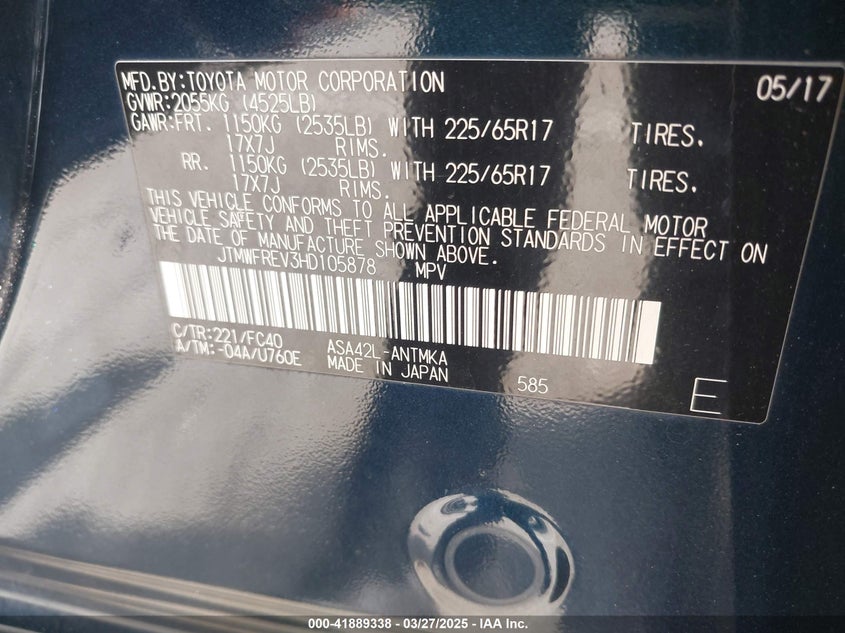 MFD.BY:TOYOTA MOTOR CORPORATION 05/17
GVWR:2055KG (4525LB)
GAWR:FRT. 1150KG (2535LB) WITH 225/65R17 TIRES.
17X7J RIMS.
RR. 1150KG (2535LB) WITH 225/65R17 TIRES.
17X7J RIMS.
THIS VEHICLE CONFORMS TO ALL APPLICABLE FEDERAL MOTOR
VEHICLE SAFETY AND THEFT PREVENTION STANDARDS IN EFFECT ON
THE DATE OF MANUFACTURE SHOWN ABOVE.
JTMWFREV3HD105878 MPV
C/TR:221/FC40 ASA42L-ANTMKA
A/TM:-04A/U760E MADE IN JAPAN 585 E
000-41889338 - 03/27/2025 - IAA Inc.